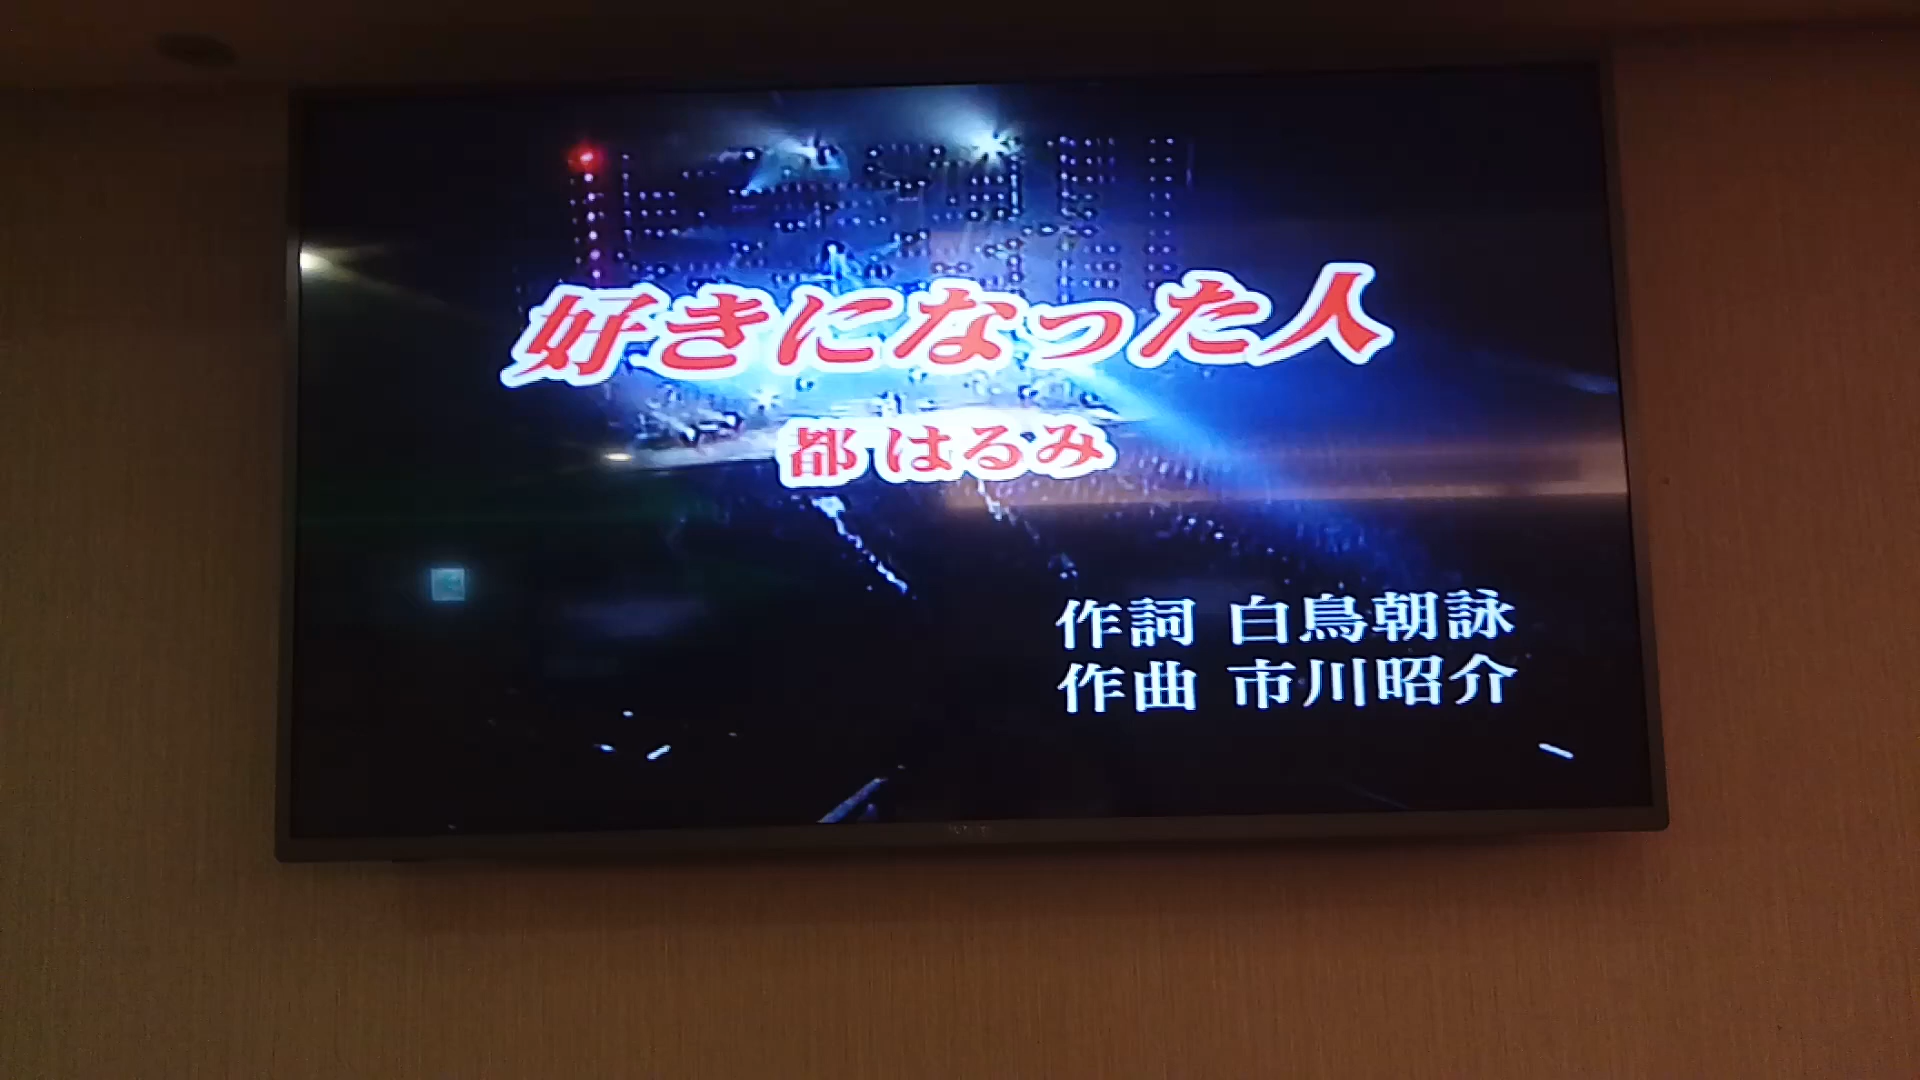 好きになった人
都はるみ
作詞 白鳥朝詠
作曲 市川昭介